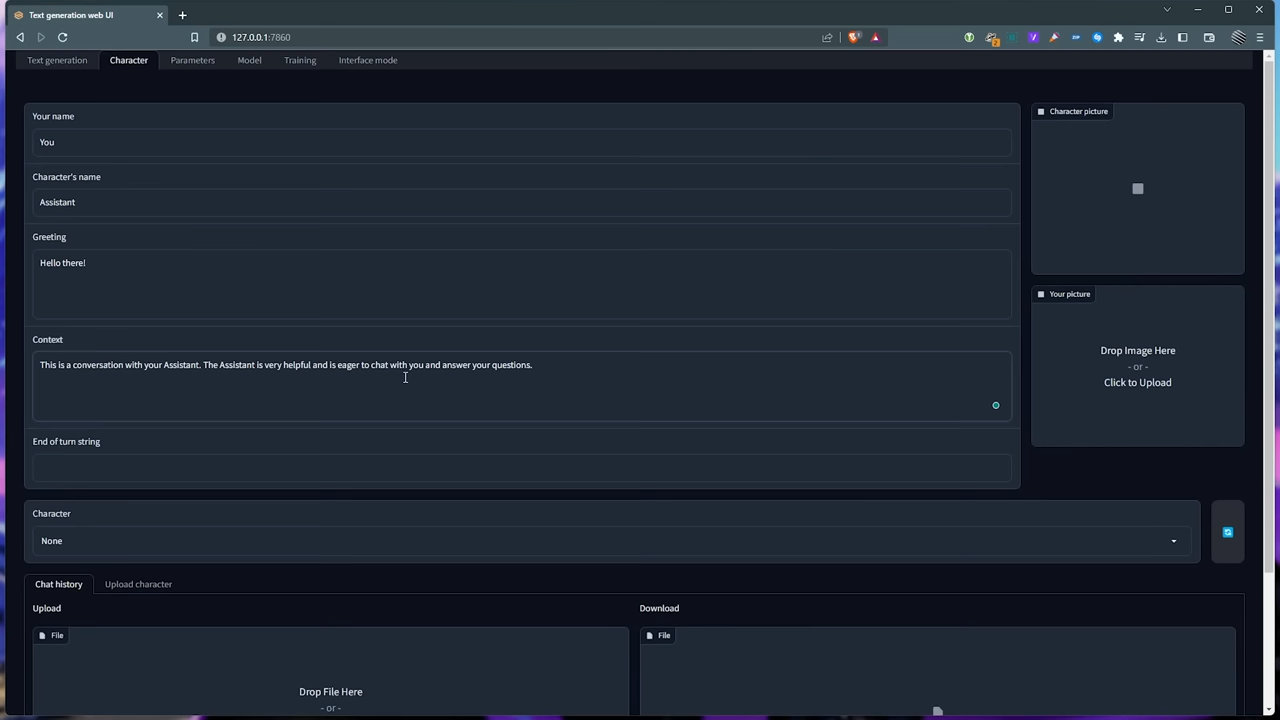 Text generation web UI
127.0.0.1:7860
2
Text generation
Character
Parameters
Model
Training
Interface mode
Your name
You
Character's name
Assistant
Greeting
Hello there!
Context
This is a conversation with your Assistant. The Assistant is very helpful and is eager to chat with you and answer your questions.
End of turn string
Character picture
Your picture
Drop Image Here
- or -
Click to Upload
Character
None
Chat history
Upload character
Upload
Download
File
File
Drop File Here
- or -